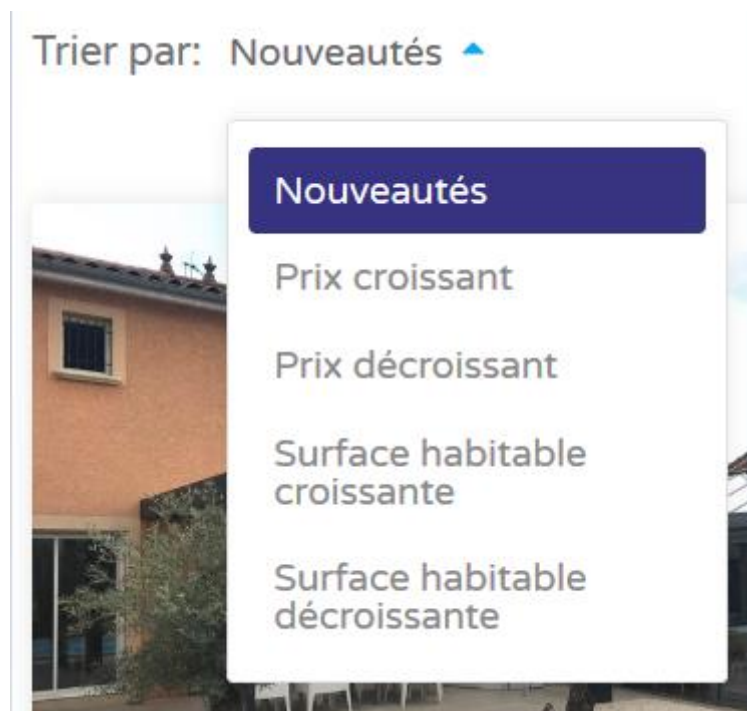 Trier par: Nouveautés
Nouveautés
Prix croissant
Prix décroissant
Surface habitable
croissante
Surface habitable
décroissante